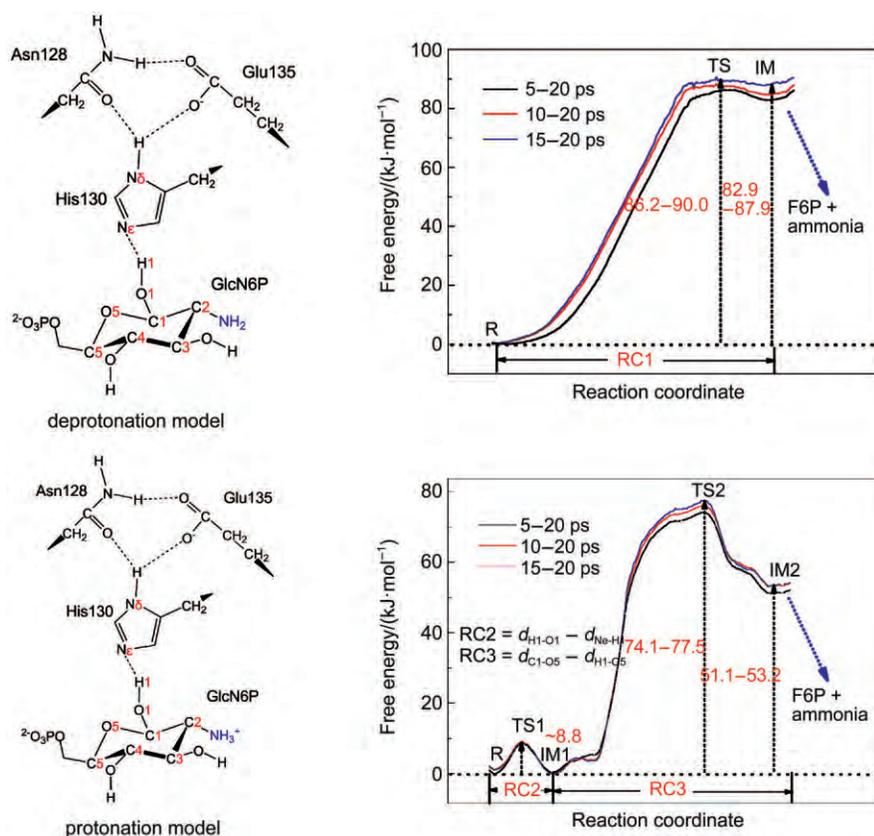 H
Asn128
N
H
O
Glu135
CH2
O
O-
H
CH2
Nδ
His130
Nε
H1
O1
GlcN6P
O5
C2
2-O3PO
C1
NH2
C4
C5
C3
O
H
O
H
deprotonation model
100
80
60
40
20
0
Free energy/(kJ·mol−1)
TS
IM
5−20 ps
10−20 ps
15−20 ps
86.2−90.0
82.9
−87.9
F6P +
ammonia
R
RC1
Reaction coordinate
H
Asn128
N
H
O
Glu135
CH2
O
O-
H
CH2
Nδ
His130
Nε
H1
O1
GlcN6P
O5
C2
2-O3PO
C1
NH3+
C4
C5
C3
O
H
O
H
protonation model
80
60
40
20
0
Free energy/(kJ·mol−1)
TS2
5−20 ps
10−20 ps
15−20 ps
IM2
RC2 = dH1-O1 − dNe-H1
RC3 = dC1-O5 − dH1-O5
74.1−77.5
51.1−53.2
F6P +
ammonia
TS1
~8.8
R
IM1
RC2
RC3
Reaction coordinate